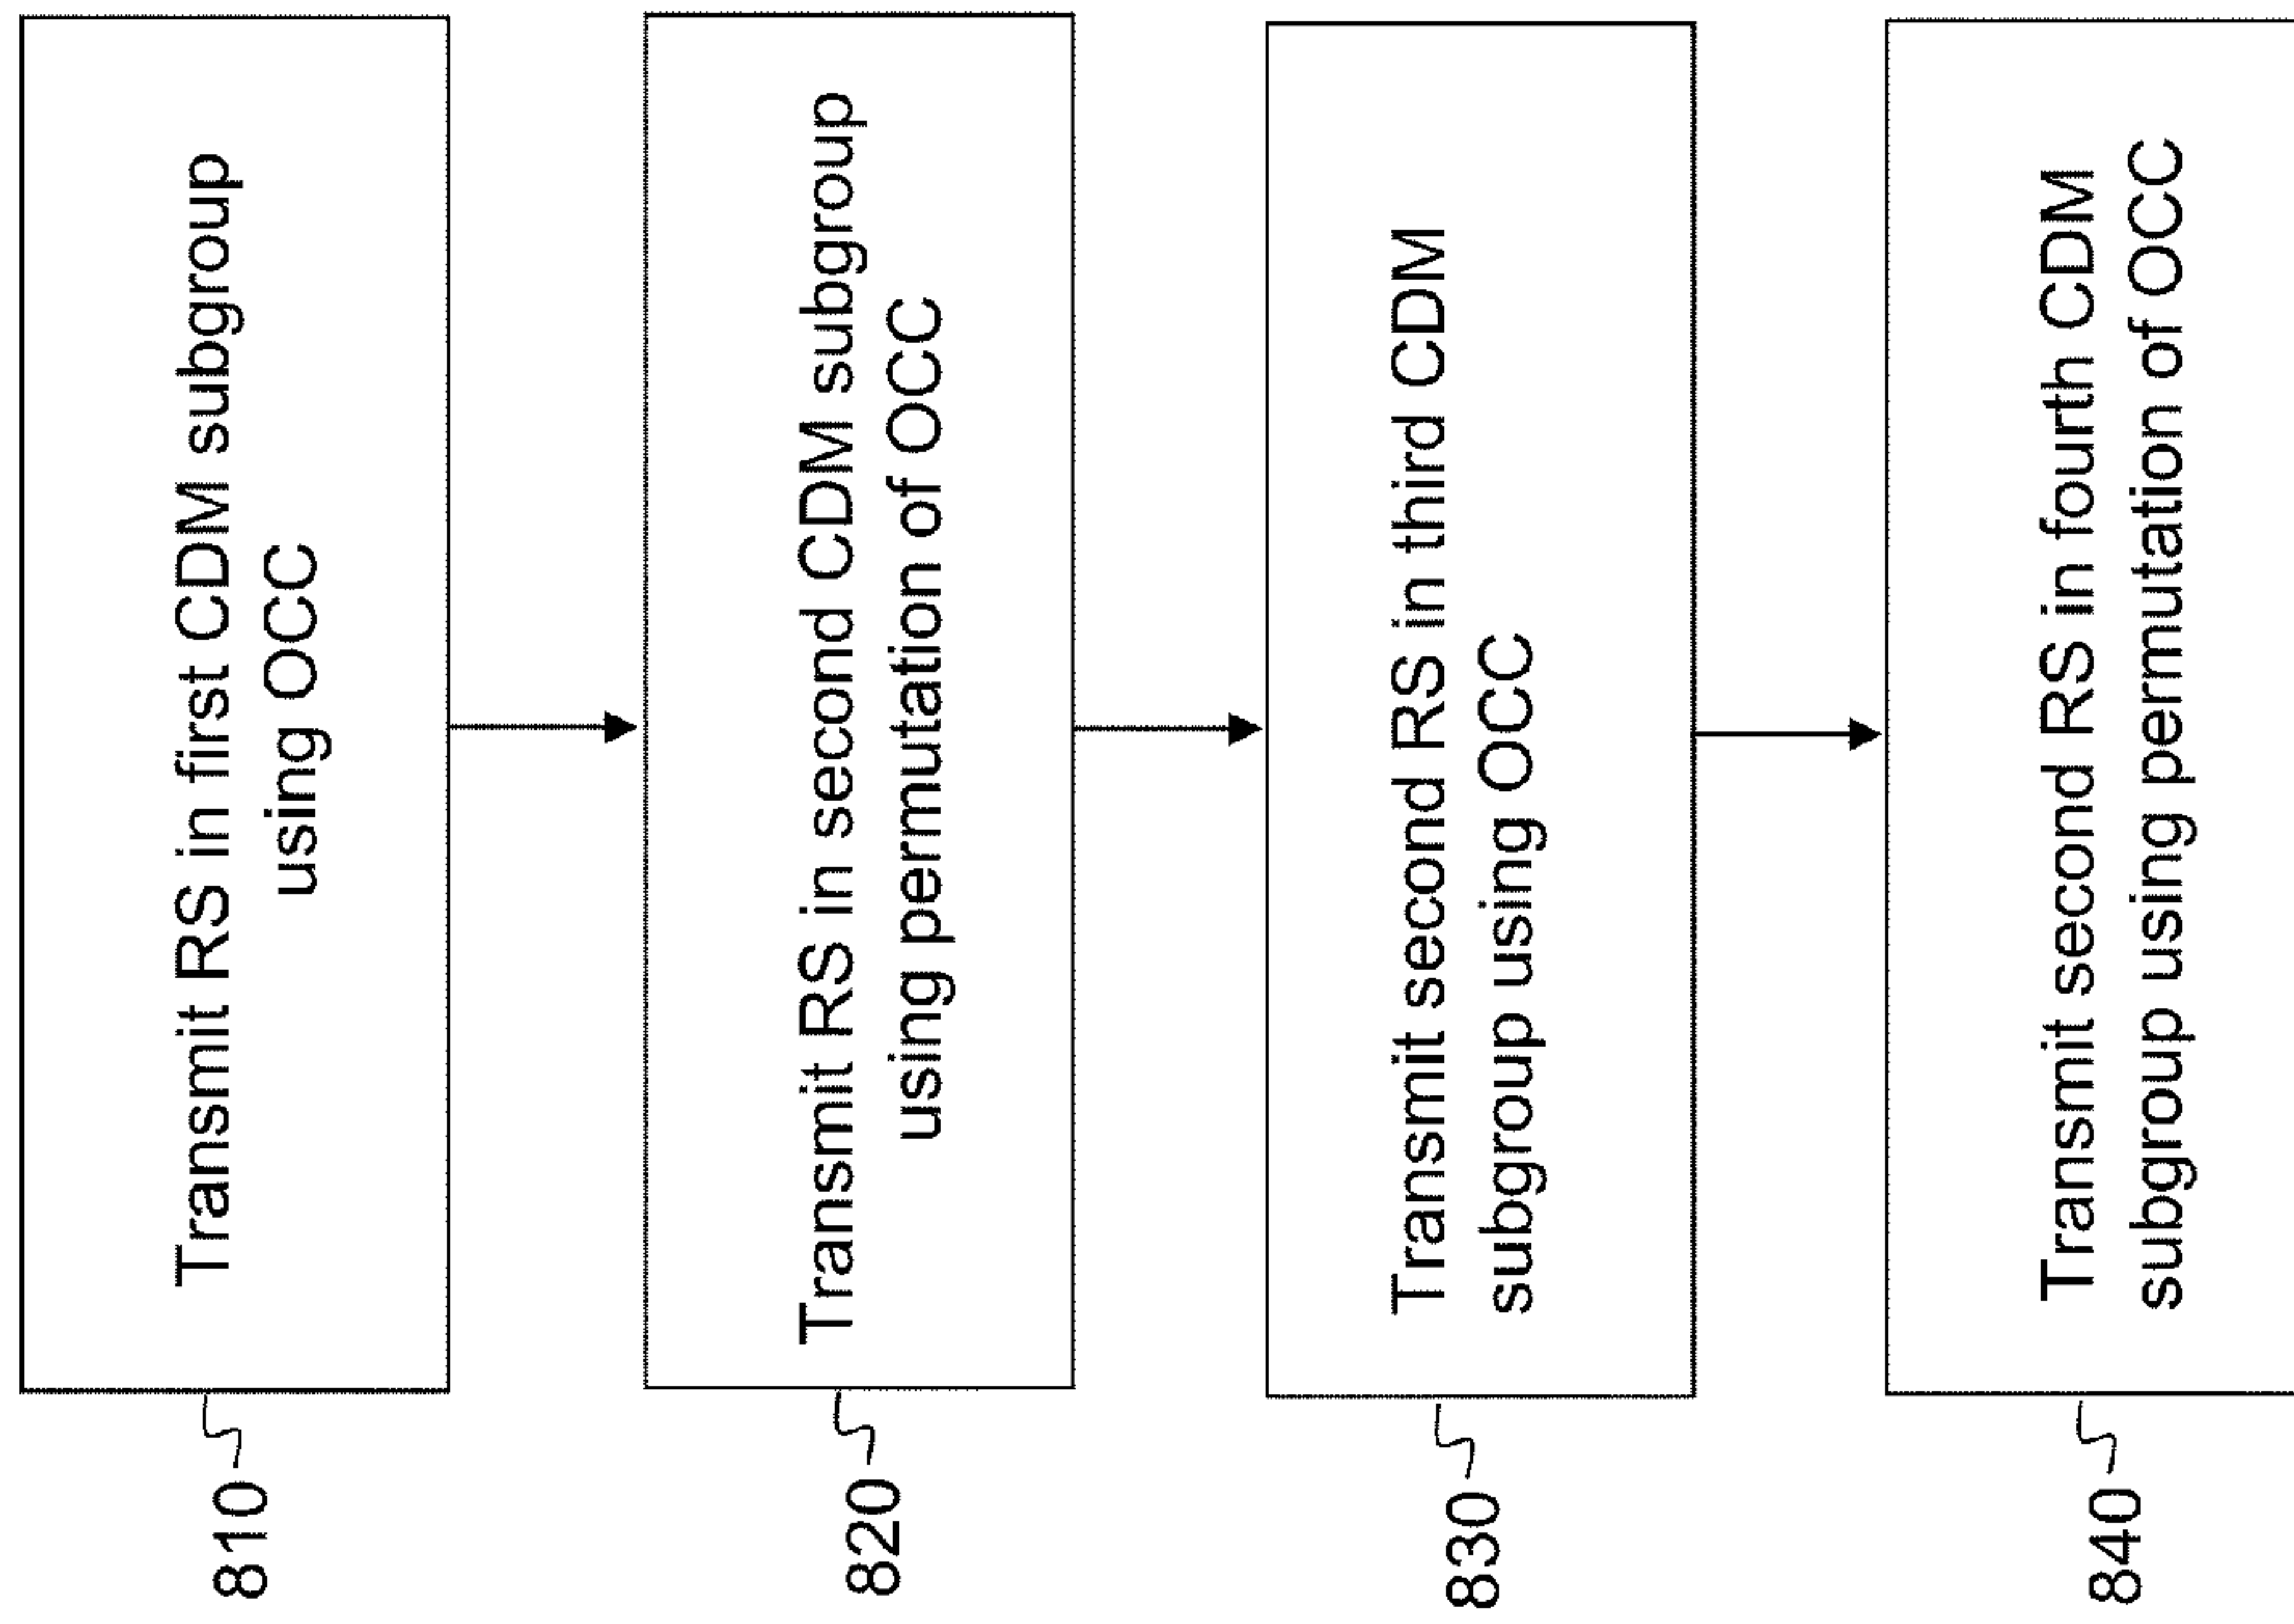 810
Transmit RS in first CDM subgroup
using OCC
820
Transmit RS in second CDM subgroup
using permutation of OCC
830
Transmit second RS in third CDM
subgroup using OCC
840
Transmit second RS in fourth CDM
subgroup using permutation of OCC